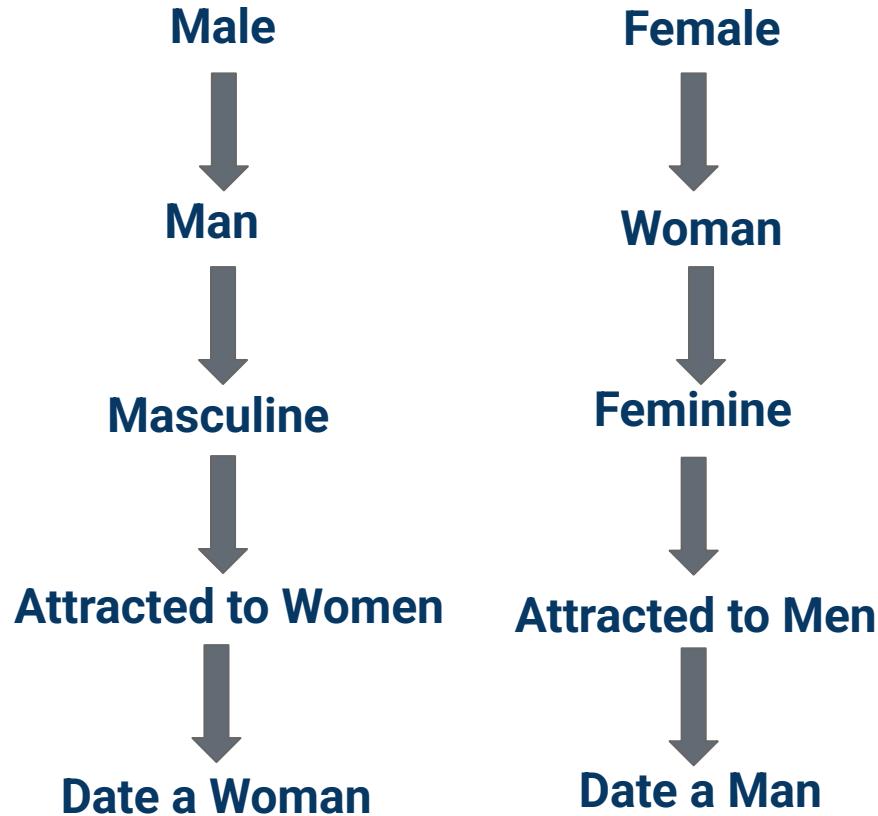 Male
Man
Masculine
Attracted to Women
Date a Woman
Female
Woman
Feminine
Attracted to Men
Date a Man